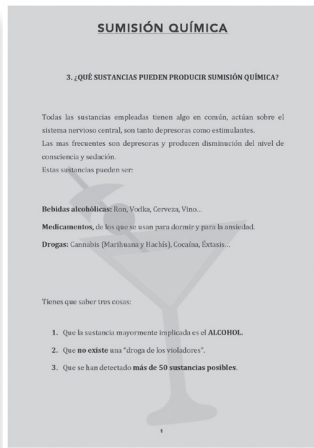 SUMISIÓN QUÍMICA
3. ¿QUÉ SUSTANCIAS PUEDEN PRODUCIR SUMISIÓN QUÍMICA?
Todas las sustancias empleadas tienen algo en común, actúan sobre el
sistema nervioso central, son tanto depresoras como estimulantes.
Las mas frecuentes son depresoras y producen disminución del nivel de
consciencia y sedación.
Estas sustancias pueden ser:
Bebidas alcohólicas: Ron, Vodka, Cerveza, Vino...
Medicamentos, de los que se usan para dormir y para la ansiedad.
Drogas: Cannabis (Marihuana y Hachís), Cocaína, Éxtasis...
Tienes que saber tres cosas:
1. Que la sustancia mayormente implicada es el ALCOHOL.
2. Que no existe una "droga de los violadores".
3. Que se han detectado más de 50 sustancias posibles.
1